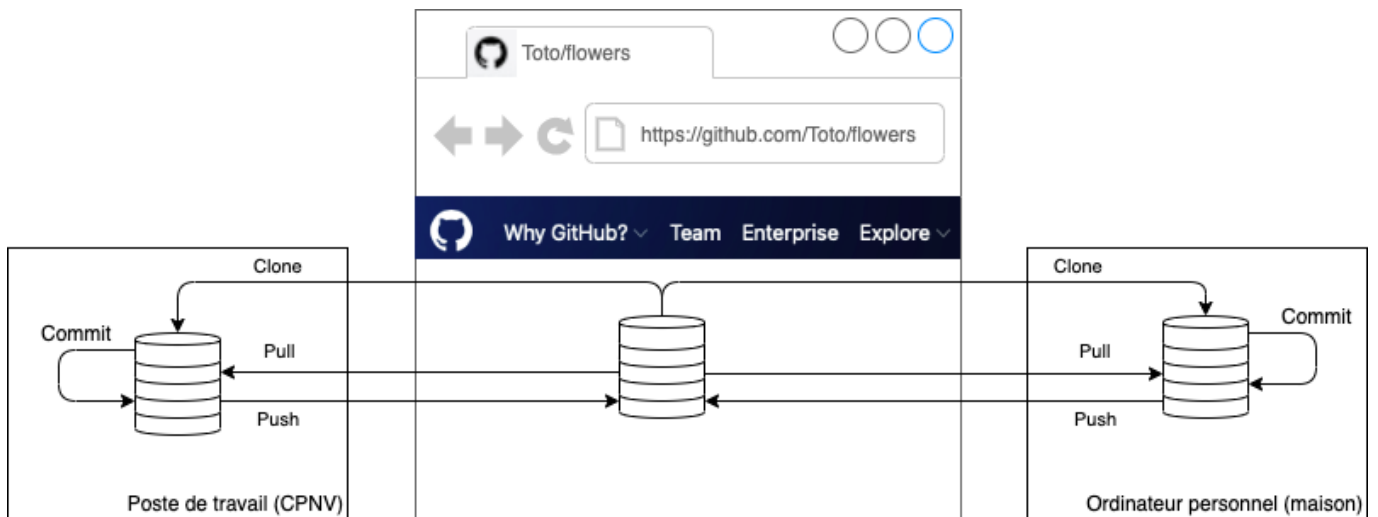 Toto/flowers
https://github.com/Toto/flowers
Why GitHub? Team Enterprise Explore
Clone
Clone
Commit
Commit
Pull
Pull
Push
Push
Poste de travail (CPNV)
Ordinateur personnel (maison)